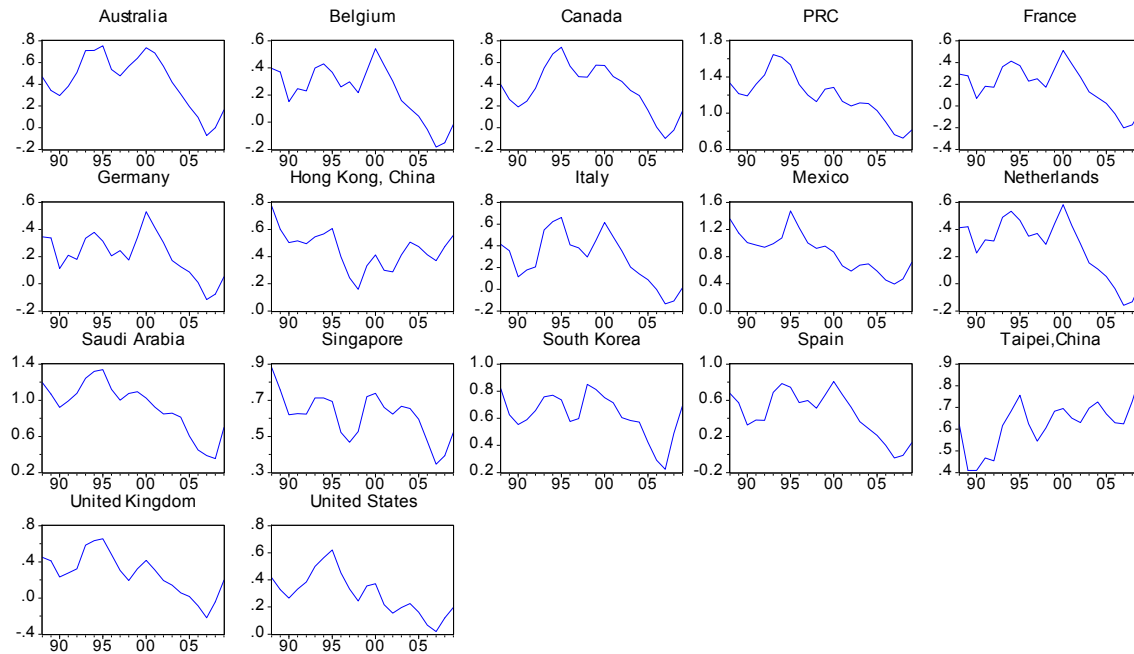 Australia
.8
.6
.4
.2
.0
-.2
90 95 00 05
Belgium
.6
.4
.2
.0
-.2
90 95 00 05
Canada
.8
.6
.4
.2
.0
-.2
90 95 00 05
PRC
1.8
1.4
1.0
0.6
90 95 00 05
France
.6
.4
.2
.0
-.2
-.4
90 95 00 05
Germany
.6
.4
.2
.0
-.2
90 95 00 05
Hong Kong, China
.8
.6
.4
.2
.0
90 95 00 05
Italy
.8
.6
.4
.2
.0
-.2
90 95 00 05
Mexico
1.6
1.2
0.8
0.4
0.0
90 95 00 05
Netherlands
.6
.4
.2
.0
-.2
90 95 00 05
Saudi Arabia
1.4
1.0
0.6
0.2
90 95 00 05
Singapore
.9
.7
.5
.3
90 95 00 05
South Korea
1.0
0.8
0.6
0.4
0.2
90 95 00 05
Spain
1.0
0.6
0.2
-0.2
90 95 00 05
Taipei,China
.9
.8
.7
.6
.5
.4
90 95 00 05
United Kingdom
.8
.4
.0
-.4
90 95 00 05
United States
.8
.6
.4
.2
.0
90 95 00 05